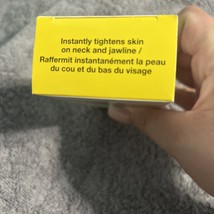 Instantly tightens skin
on neck and jawline /
Raffermit instantanément la peau
du cou et du bas du visage